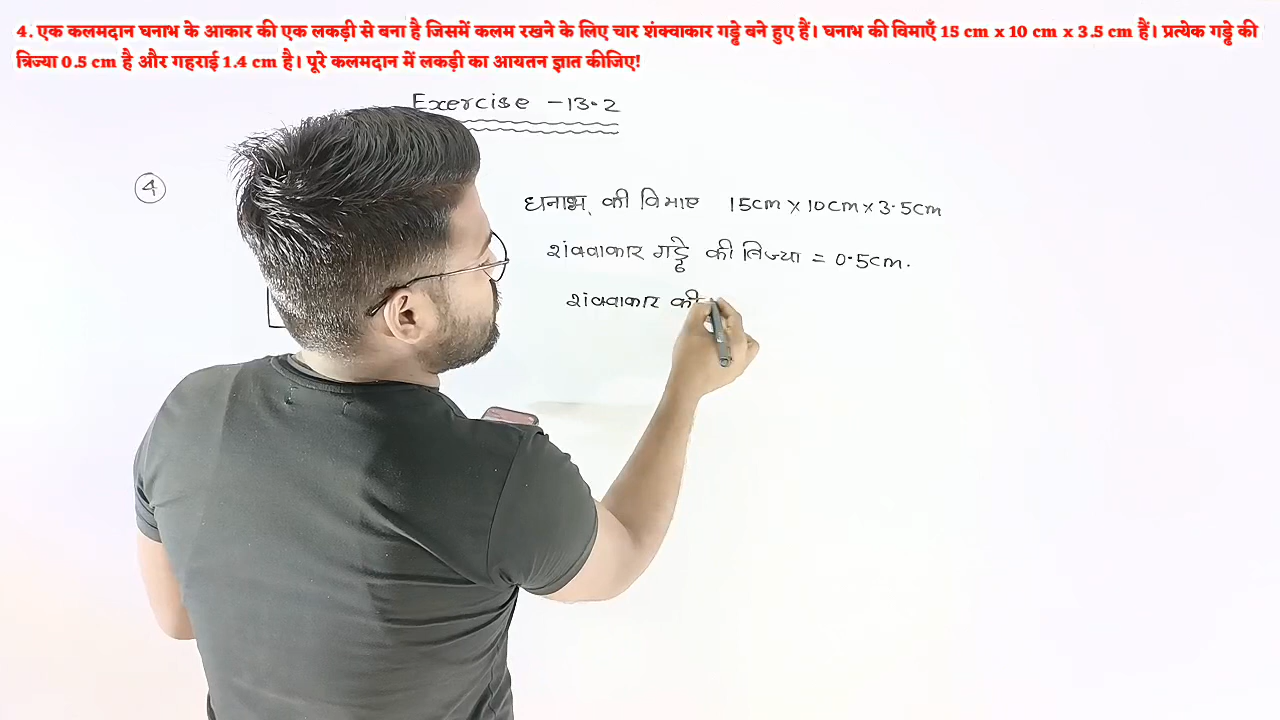 4. एक कलमदान घनाभ के आकार की एक लकड़ी से बना है जिसमें कलम रखने के लिए चार शंक्वाकार गड्ढे बने हुए हैं। घनाभ की विमाएँ 15 cm x 10 cm x 3.5 cm हैं। प्रत्येक गड्ढे की
त्रिज्या 0.5 cm है और गहराई 1.4 cm है। पूरे कलमदान में लकड़ी का आयतन ज्ञात कीजिए!
Exercise -13.2
4
घनाभ की विमाए 15cm x 10cm x 3.5cm
शंक्वाकार गड्ढे की त्रिज्या = 0.5cm.
शंक्वाकार की